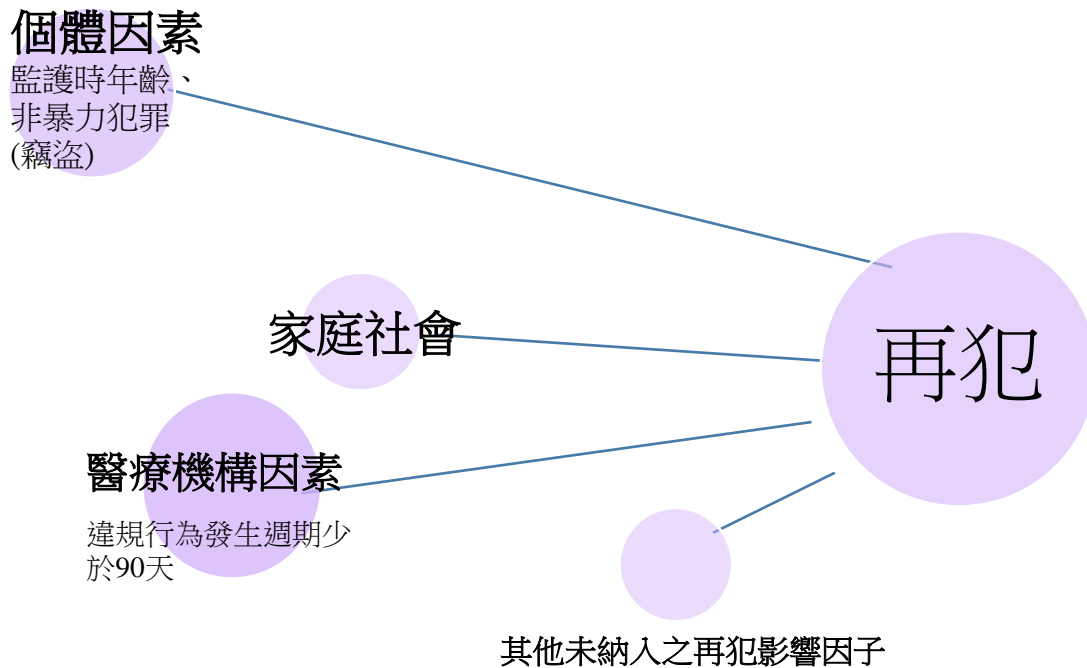 個體因素
監護時年齡、
非暴力犯罪
(竊盜)
家庭社會
再犯
醫療機構因素
違規行為發生週期少
於90天
其他未納入之再犯影響因子